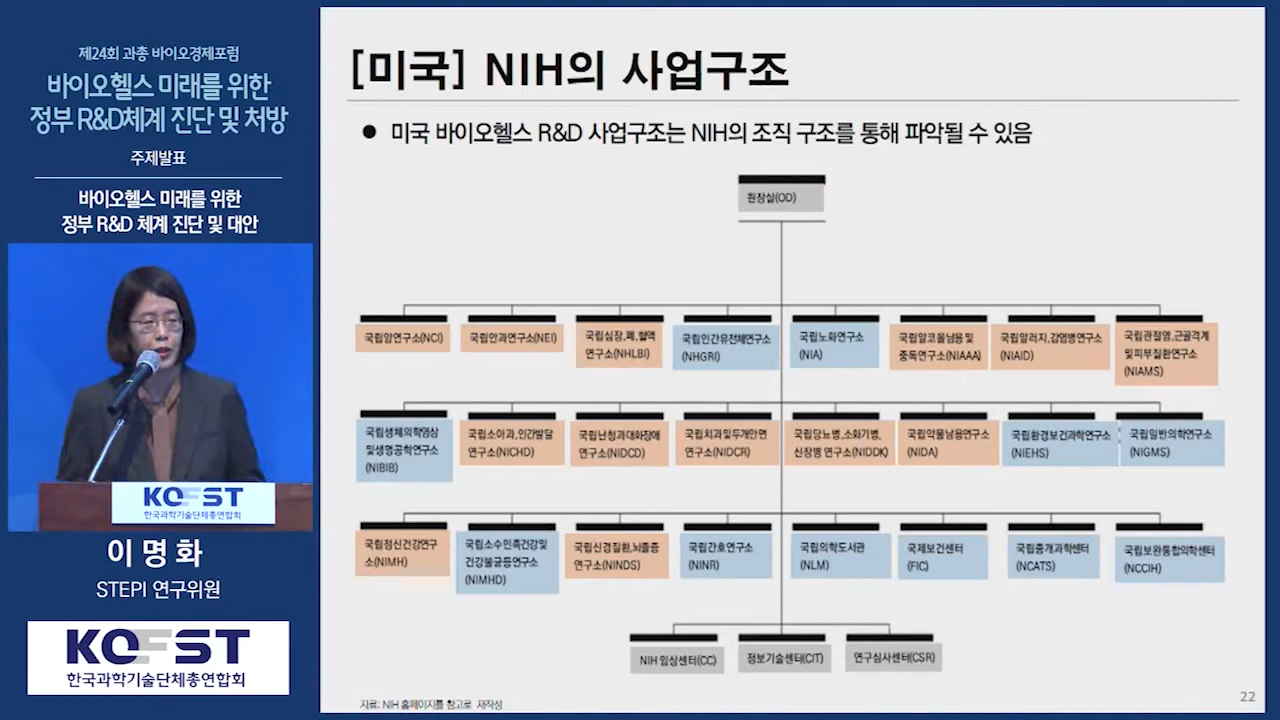 제24회 과총 바이오경제포럼
바이오헬스 미래를 위한
정부 R&D체계 진단 및 처방
주제발표
바이오헬스 미래를 위한
정부 R&D 체계 진단 및 대안
KOFST
한국과학기술단체총연합회
이 명 화
STEPI 연구위원
KOFST
한국과학기술단체총연합회
[미국] NIH의 사업구조
● 미국 바이오헬스 R&D 사업구조는 NIH의 조직 구조를 통해 파악될 수 있음
원장실(OD)
국립암연구소(NCI)
국립안과연구소(NEI)
국립심장,폐,혈액
연구소(NHLBI)
국립인간유전체연구소
(NHGRI)
국립노화연구소
(NIA)
국립알코올남용 및
중독연구소(NIAAA)
국립알러지,감염병연구소
(NIAID)
국립관절염,근골격계
및피부질환연구소
(NIAMS)
국립생체의학영상
및생명공학연구소
(NIBIB)
국립소아과,인간발달
연구소(NICHD)
국립난청과대화장애
연구소(NIDCD)
국립치과및두개안면
연구소(NIDCR)
국립당뇨병,소화기병,
신장병 연구소(NIDDK)
국립약물남용연구소
(NIDA)
국립환경보건과학연구소
(NIEHS)
국립일반의학연구소
(NIGMS)
국립정신건강연구
소(NIMH)
국립소수민족건강및
건강불균등연구소
(NIMHD)
국립신경질환,뇌졸중
연구소(NINDS)
국립간호연구소
(NINR)
국립의학도서관
(NLM)
국제보건센터
(FIC)
국립중개과학센터
(NCATS)
국립보완통합의학센터
(NCCIH)
NIH 임상센터(CC)
정보기술센터(CIT)
연구심사센터(CSR)
자료: NIH 홈페이지를 참고로 재작성
22